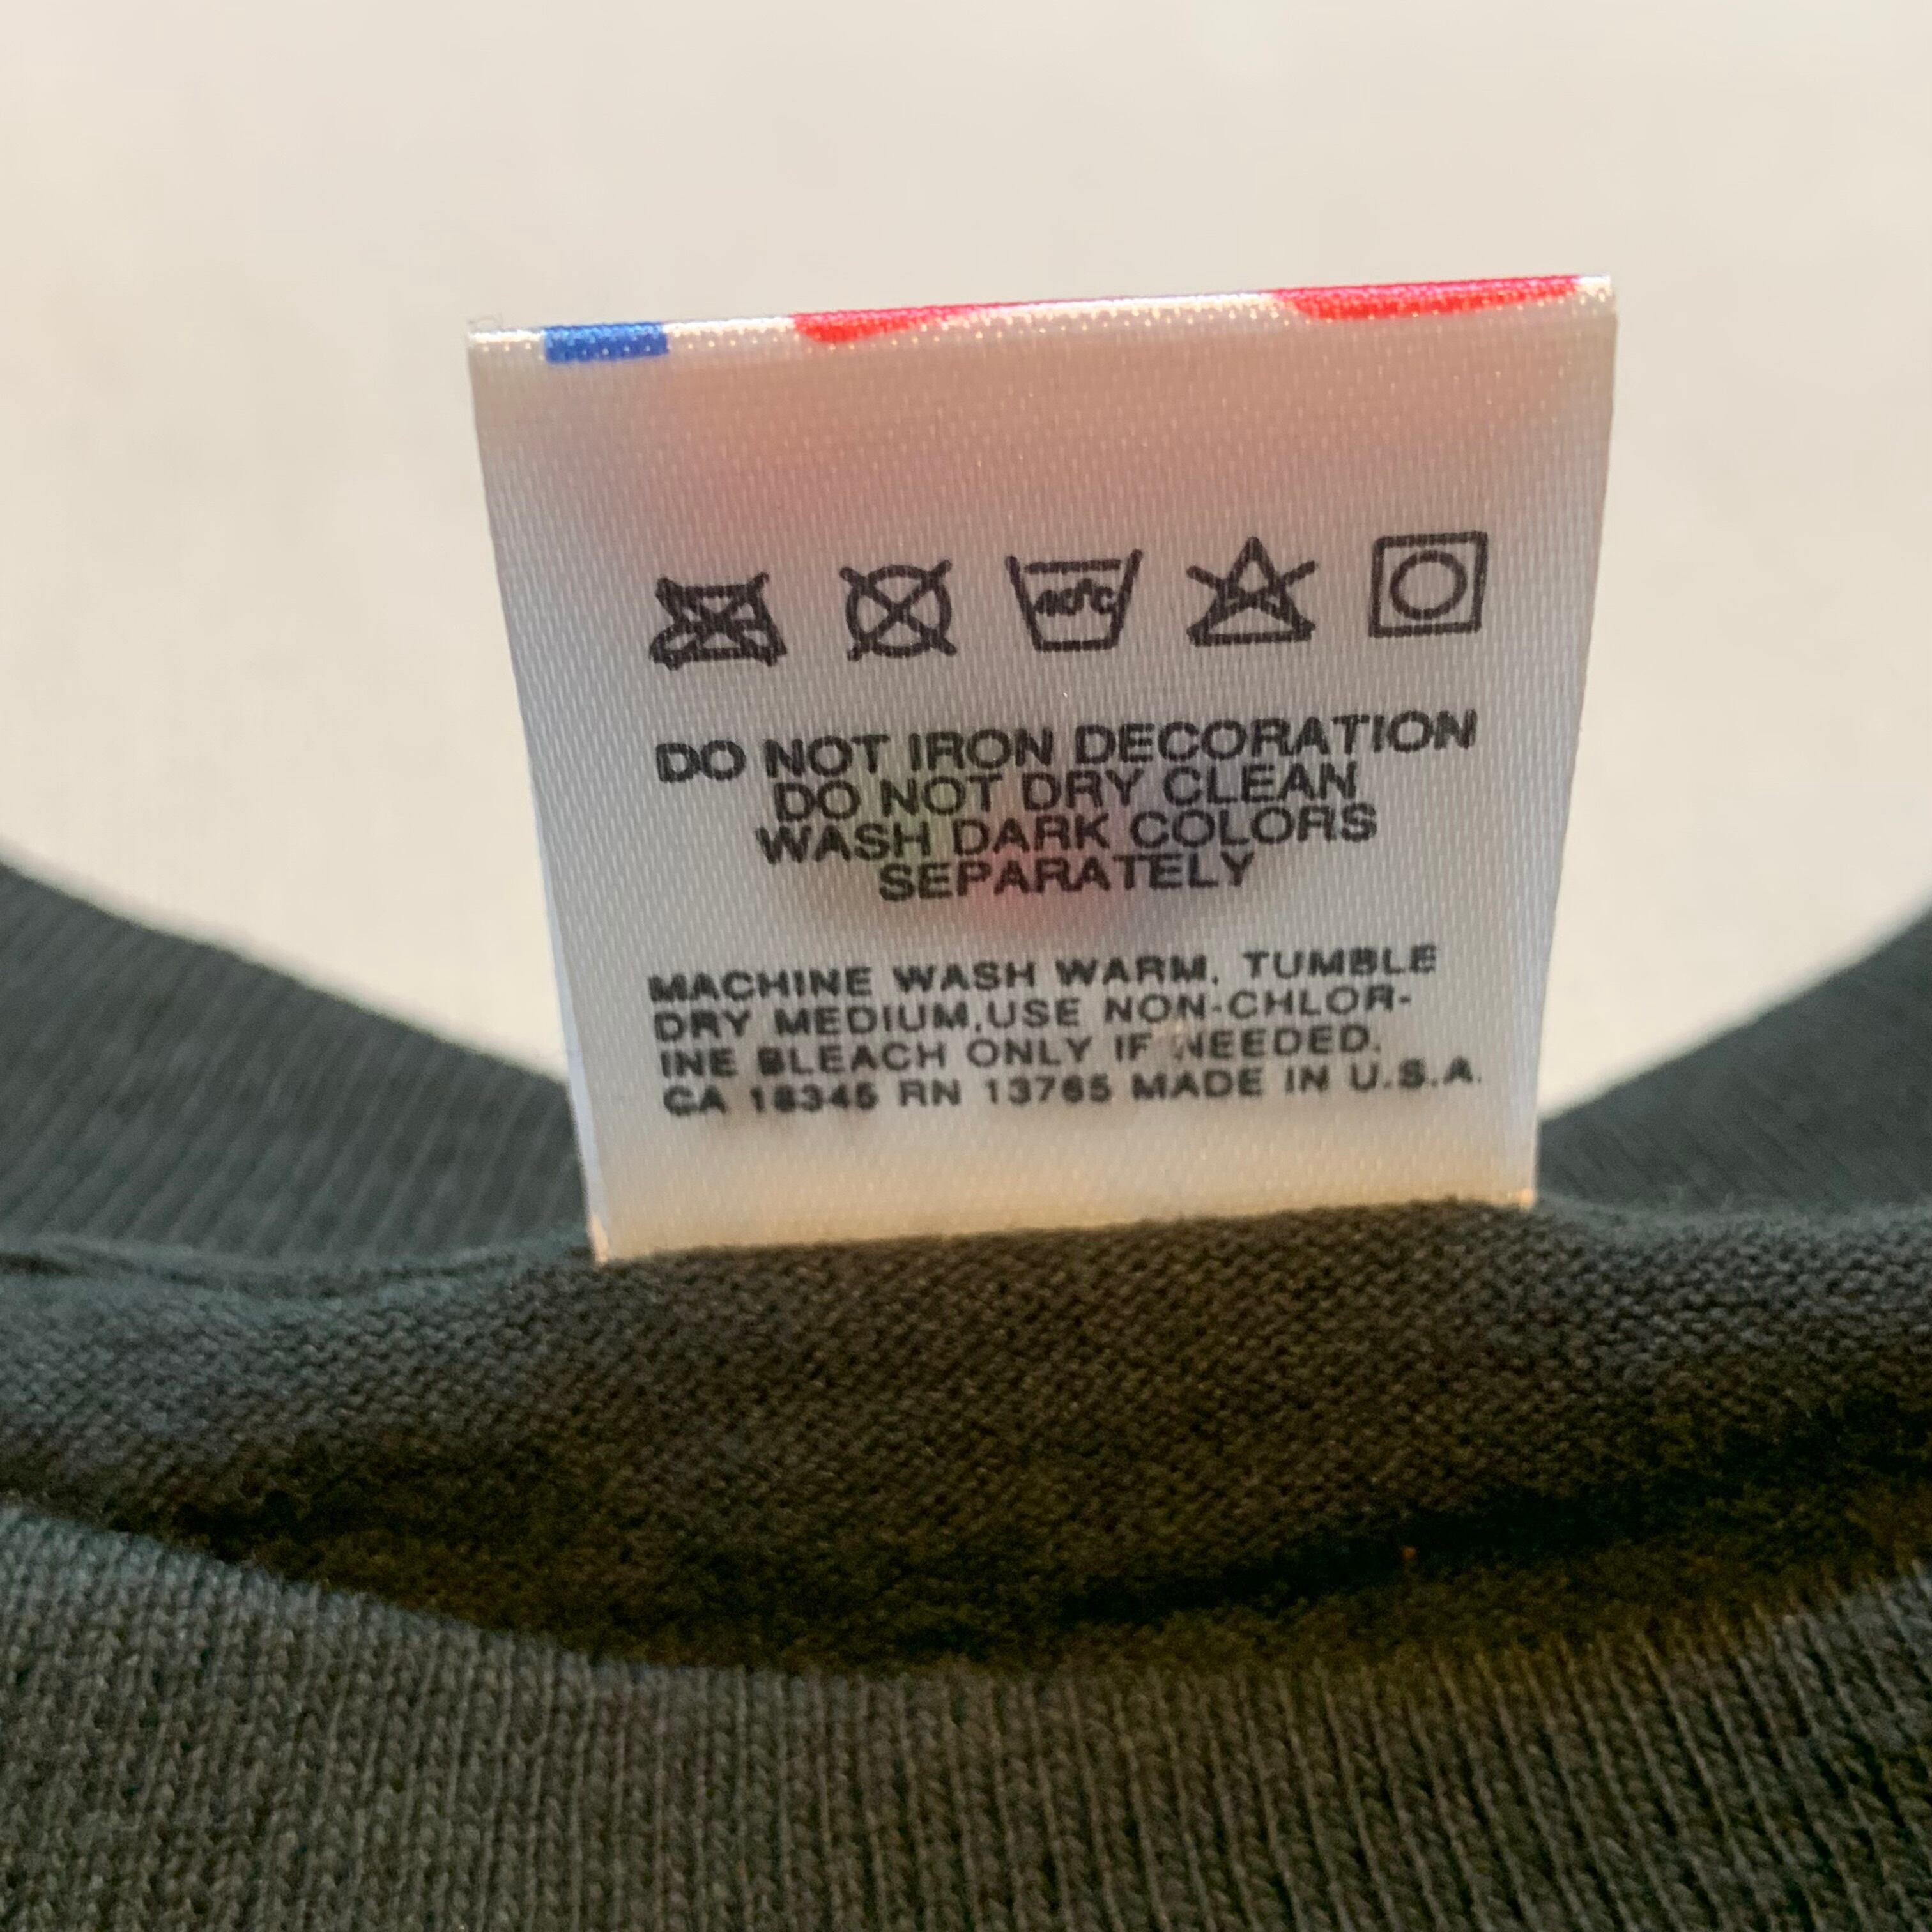 40°C
DO NOT IRON DECORATION
DO NOT DRY CLEAN
WASH DARK COLORS
SEPARATELY
MACHINE WASH WARM. TUMBLE
DRY MEDIUM.USE NON-CHLOR-
INE BLEACH ONLY IF NEEDED.
CA 18345 RN 13765 MADE IN U.S.A.